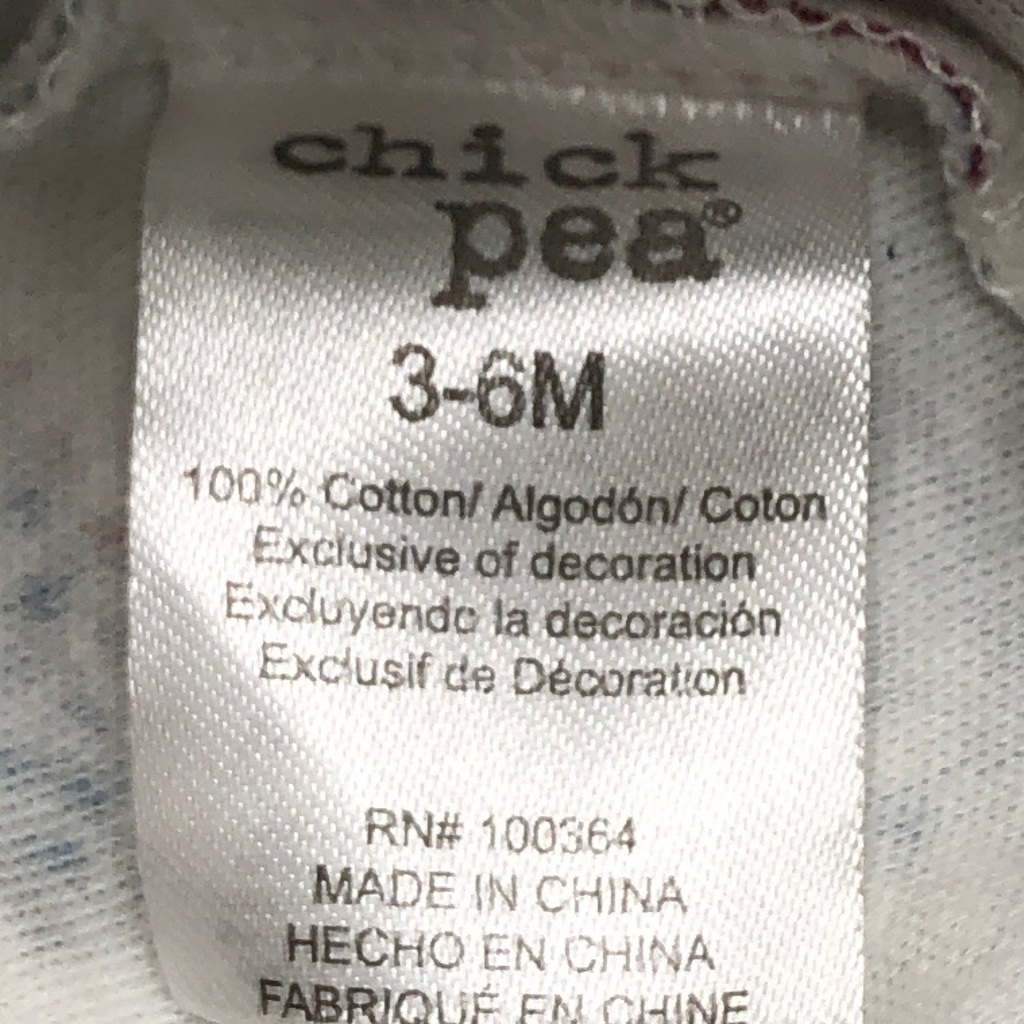 chick
pea®
3-6M
100% Cotton/ Algodón/ Coton
Exclusive of decoration
Excluyendo la decoración
Exclusif de Décoration
RN# 100364
MADE IN CHINA
HECHO EN CHINA
FABRIQUÉ EN CHINE